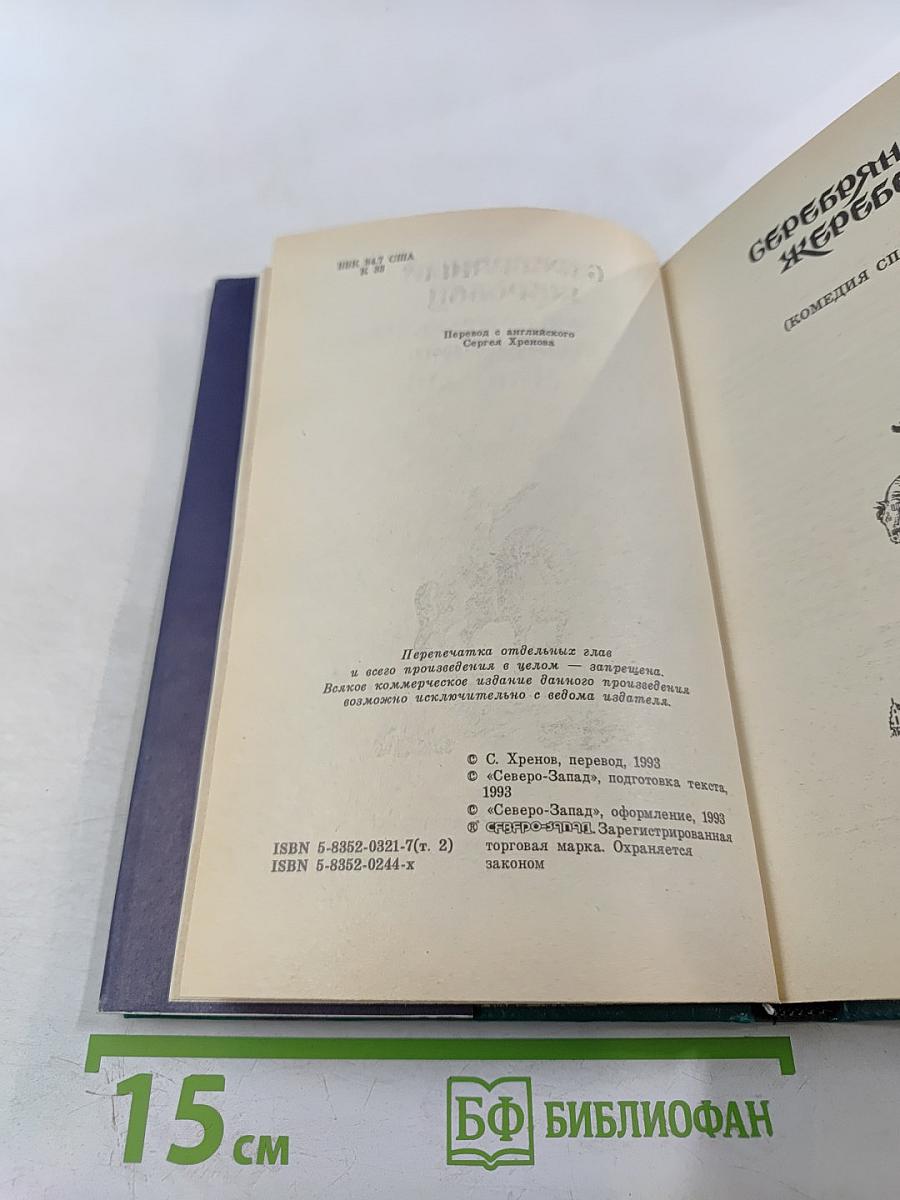 ББК 84.7 США
К 98
Перевод с английского
Сергея Хренова
Перепечатка отдельных глав
и всего произведения в целом — запрещена.
Всякое коммерческое издание данного произведения
возможно исключительно с ведома издателя.
© С. Хренов, перевод, 1993
© «Северо-Запад», подготовка текста,
1993
© «Северо-Запад», оформление, 1993
® СЕВЕРО-ЗАПАД. Зарегистрированная
торговая марка. Охраняется
законом
ISBN 5-8352-0321-7(т. 2)
ISBN 5-8352-0244-х
СЕРЕБРЯН
ЖЕРЕБЕ
(КОМЕДИЯ СП
15 см
БФ БИБЛИОФАН